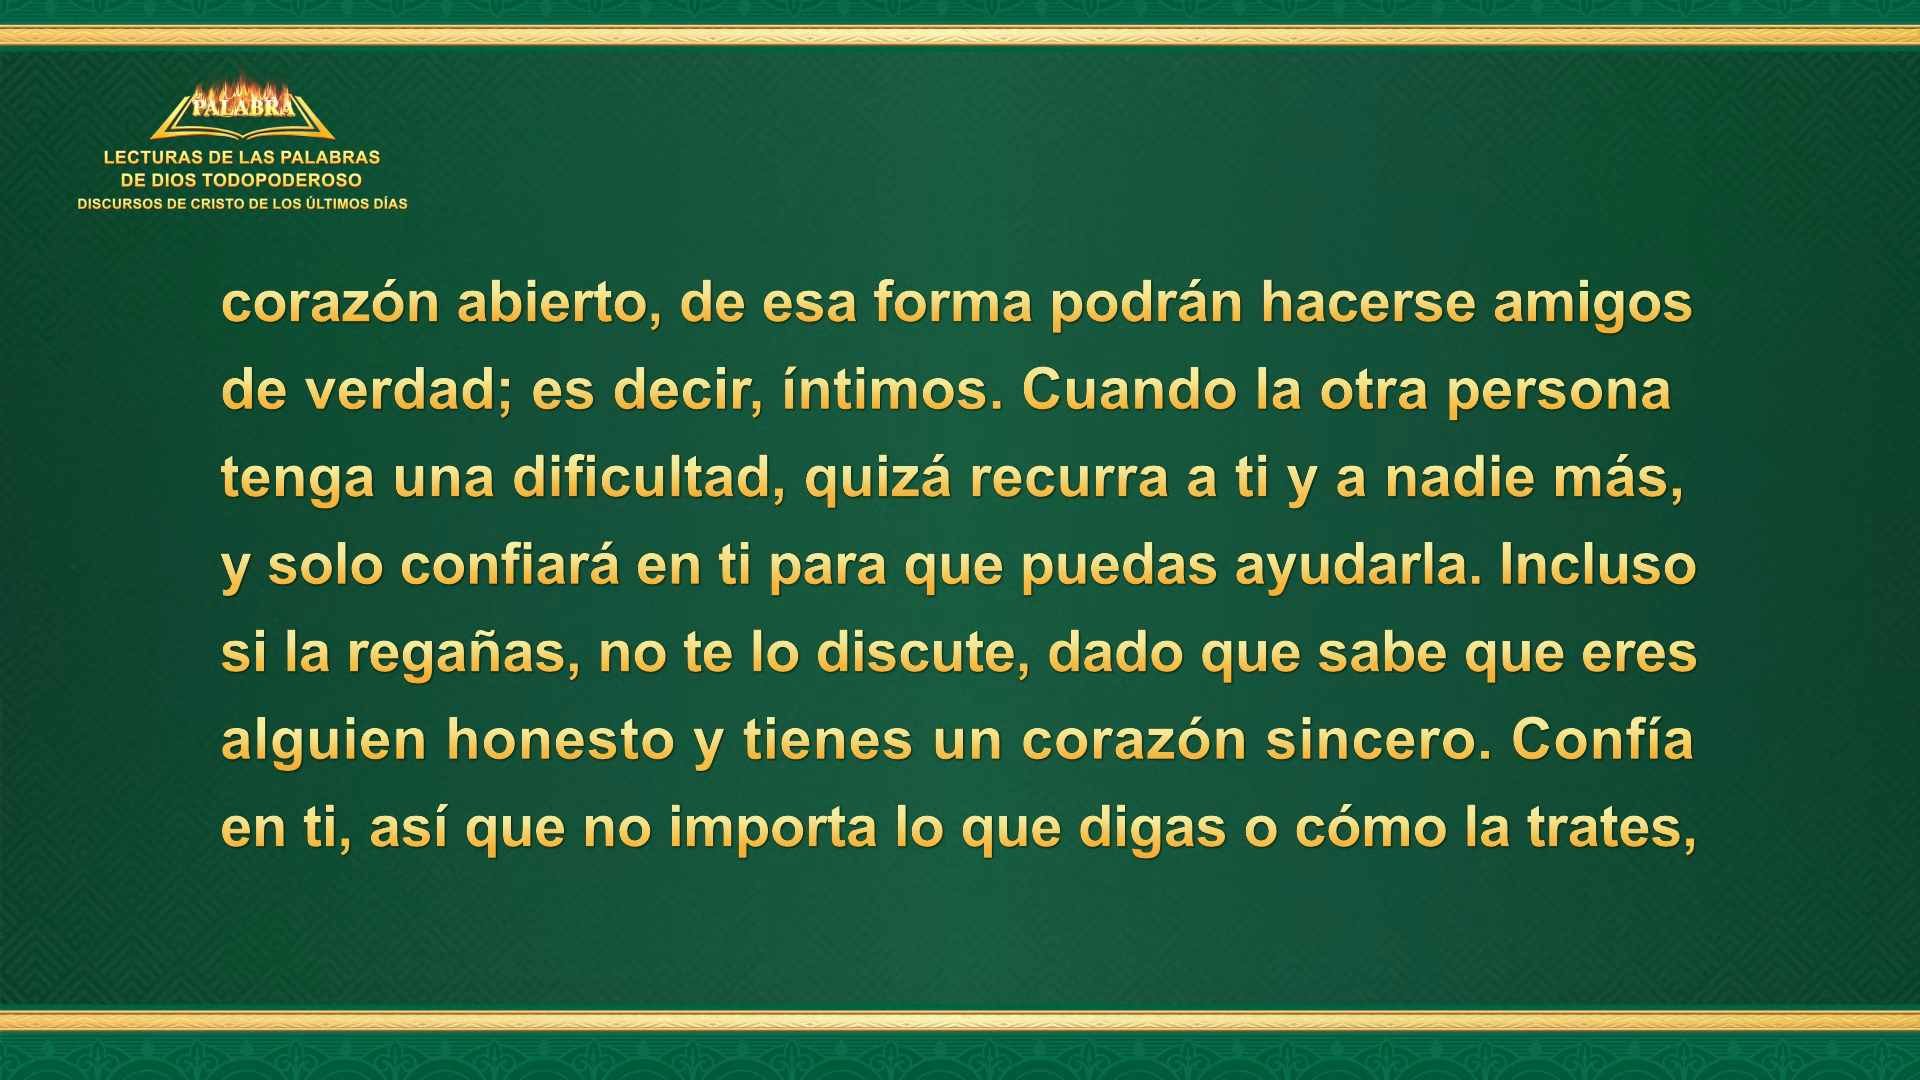 PALABRA
LECTURAS DE LAS PALABRAS
DE DIOS TODOPODEROSO
DISCURSOS DE CRISTO DE LOS ÚLTIMOS DÍAS
corazón abierto, de esa forma podrán hacerse amigos
de verdad; es decir, íntimos. Cuando la otra persona
tenga una dificultad, quizá recurra a ti y a nadie más,
y solo confiará en ti para que puedas ayudarla. Incluso
si la regañas, no te lo discute, dado que sabe que eres
alguien honesto y tienes un corazón sincero. Confía
en ti, así que no importa lo que digas o cómo la trates,